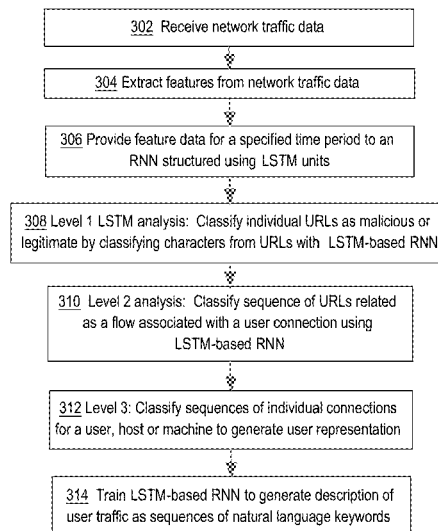 302 Receive network traffic data
304 Extract features from network traffic data
306 Provide feature data for a specified time period to an
RNN structured using LSTM units
308 Level 1 LSTM analysis: Classify individual URLs as malicious or
legitimate by classifying characters from URLs with LSTM-based RNN
310 Level 2 analysis: Classify sequence of URLs related
as a flow associated with a user connection using
LSTM-based RNN
312 Level 3: Classify sequences of individual connections
for a user, host or machine to generate user representation
314 Train LSTM-based RNN to generate description of
user traffic as sequences of natural language keywords